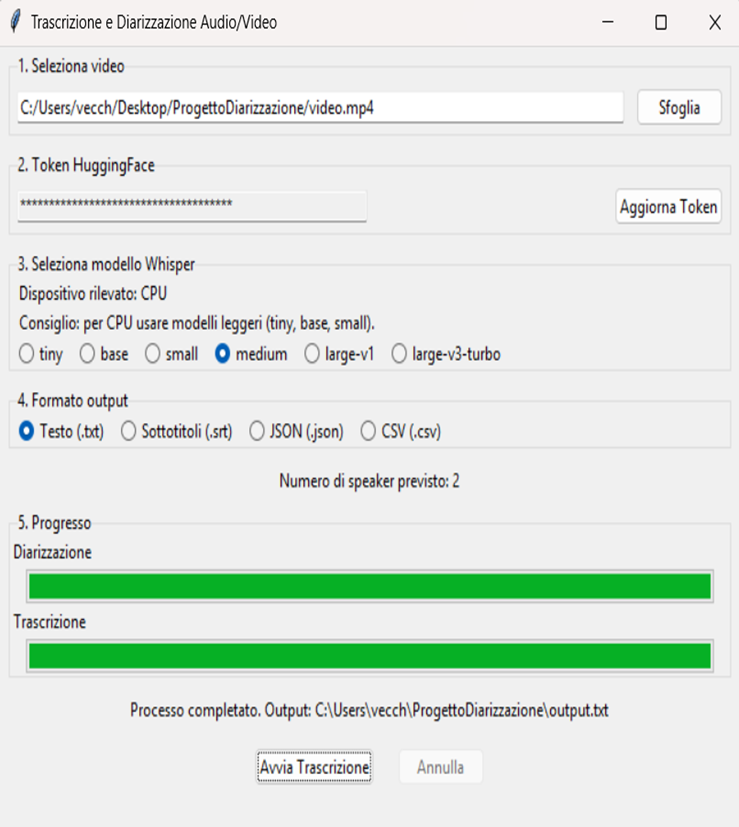 Trascrizione e Diarizzazione Audio/Video
1. Seleziona video
C:/Users/vecch/Desktop/ProgettoDiarizzazione/video.mp4 Sfoglia
2. Token HuggingFace
************************************* Aggiorna Token
3. Seleziona modello Whisper
Dispositivo rilevato: CPU
Consiglio: per CPU usare modelli leggeri (tiny, base, small).
tiny base small medium large-v1 large-v3-turbo
4. Formato output
Testo (.txt) Sottotitoli (.srt) JSON (.json) CSV (.csv)
Numero di speaker previsto: 2
5. Progresso
Diarizzazione
Trascrizione
Processo completato. Output: C:\Users\vecch\ProgettoDiarizzazione\output.txt
Avvia Trascrizione Annulla